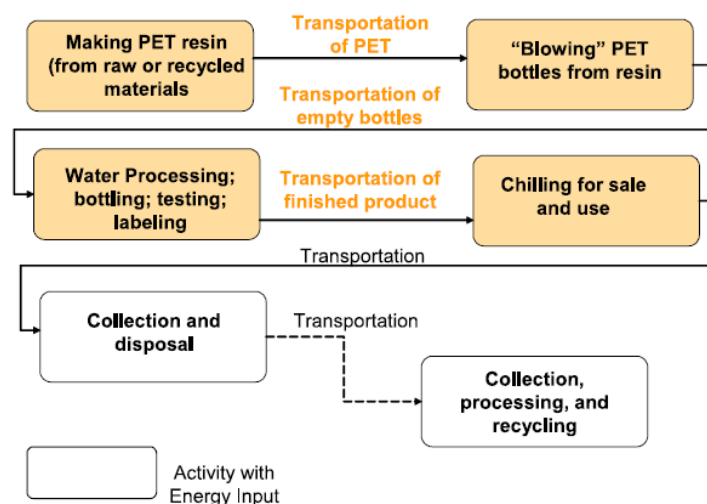 Making PET resin
(from raw or recycled
materials
Transportation
of PET
“Blowing” PET
bottles from resin
Transportation of
empty bottles
Water Processing;
bottling; testing;
labeling
Transportation of
finished product
Chilling for sale
and use
Transportation
Collection and
disposal
Transportation
Collection,
processing, and
recycling
Activity with
Energy Input